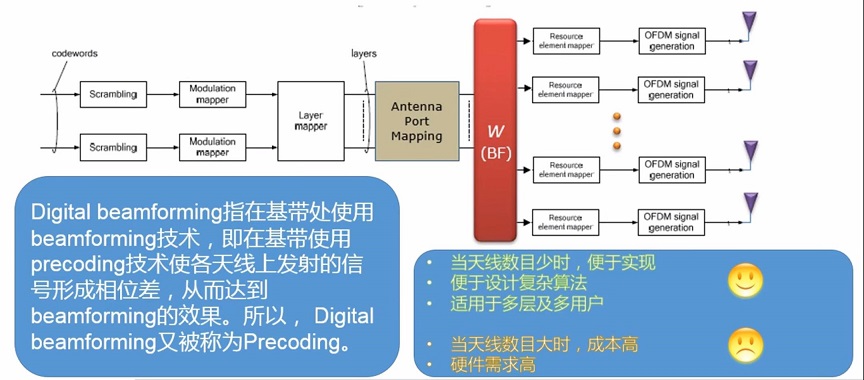 codewords
layers
Scrambling
Modulation
mapper
Layer
mapper
Antenna
Port
Mapping
W
(BF)
Resource
element mapper
OFDM signal
generation
Resource
element mapper
OFDM signal
generation
Scrambling
Modulation
mapper
Resource
element mapper
OFDM signal
generation
Resource
element mapper
OFDM signal
generation
Digital beamforming指在基带处使用
beamforming技术，即在基带使用
precoding技术使各天线上发射的信
号形成相位差，从而达到
beamforming的效果。所以， Digital
beamforming又被称为Precoding。
• 当天线数目少时，便于实现
• 便于设计复杂算法
• 适用于多层及多用户
• 当天线数目大时，成本高
• 硬件需求高